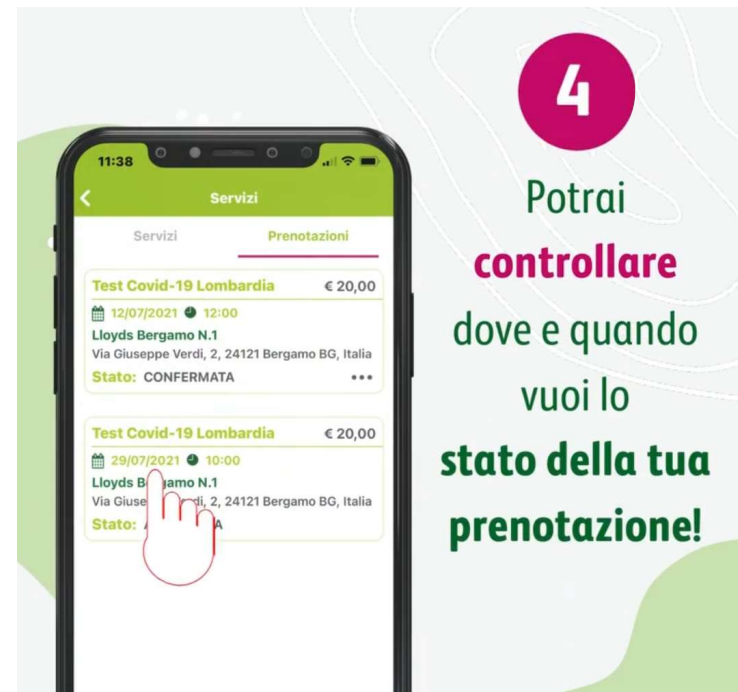 4
Potrai
controllare
dove e quando
vuoi lo
stato della tua
prenotazione!
11:38
Servizi
Servizi Prenotazioni
Test Covid-19 Lombardia € 20,00
12/07/2021 12:00
Lloyds Bergamo N.1
Via Giuseppe Verdi, 2, 24121 Bergamo BG, Italia
Stato: CONFERMATA
Test Covid-19 Lombardia € 20,00
29/07/2021 10:00
Lloyds N.1
Via 2, 24121 Bergamo BG, Italia
Stato: